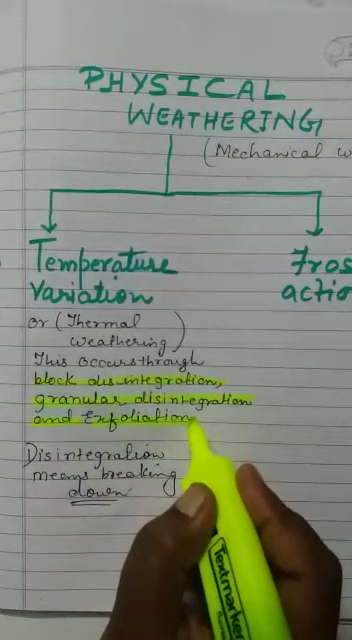 PHYSICAL
WEATHERING
(Mechanical w
Temperature
Variation
Fros
actio
or (Thermal
weathering)
This occurs through
block disintegration,
granular disintegration
and Exfoliation
Disintegration
means breaking
down
Textmarker